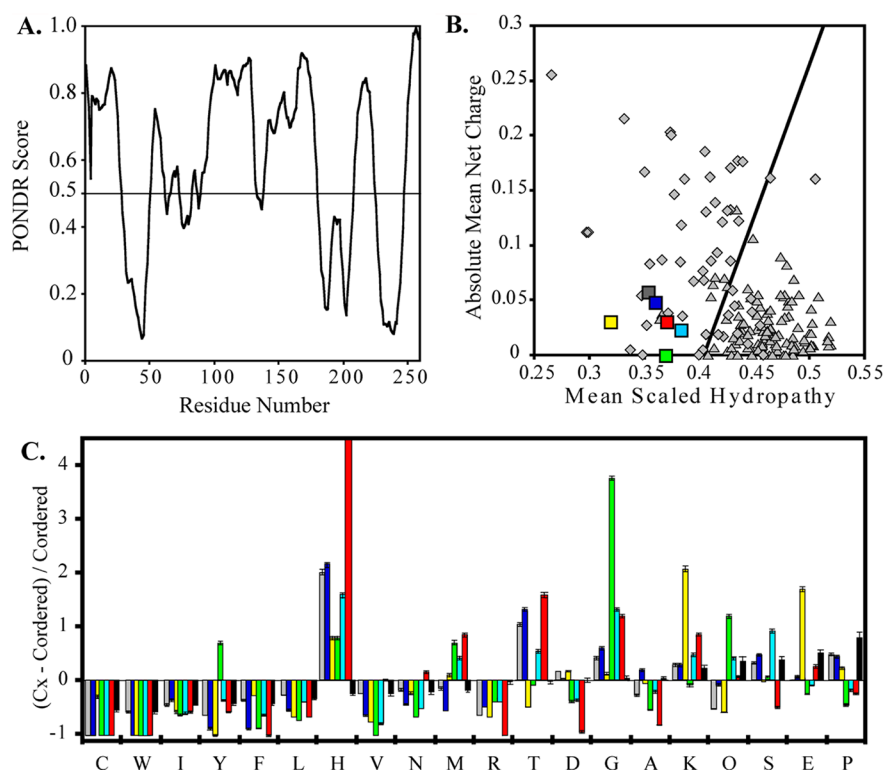 A.
1.0
0.8
0.6
0.5
0.4
0.2
0
PONDR Score
0 50 100 150 200 250
Residue Number
B.
0.3
0.25
0.2
0.15
0.1
0.05
0
Absolute Mean Net Charge
0.25 0.3 0.35 0.4 0.45 0.5 0.55
Mean Scaled Hydropathy
C.
4
3
2
1
0
-1
(Cx - Cordered) / Cordered
C W I Y F L H V N M R T D G A K Q S E P